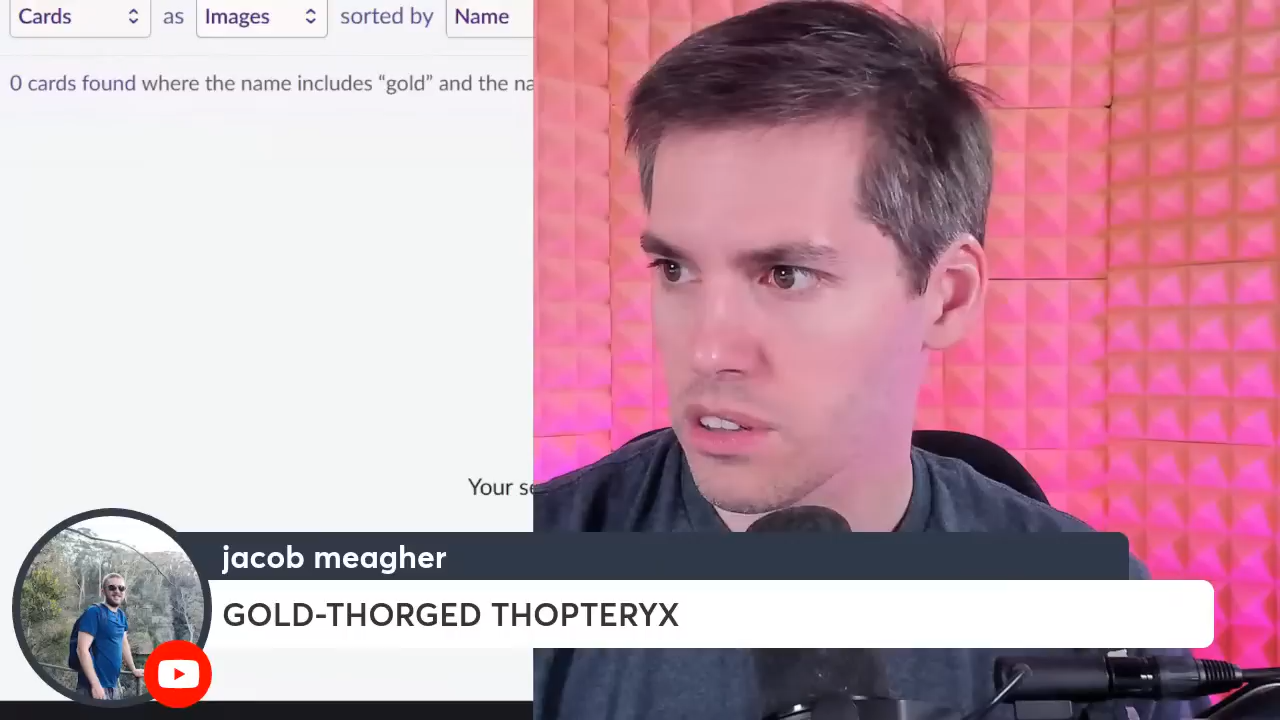 Cards as Images sorted by Name
0 cards found where the name includes “gold” and the na
Your se
jacob meagher
GOLD-THORGED THOPTERYX